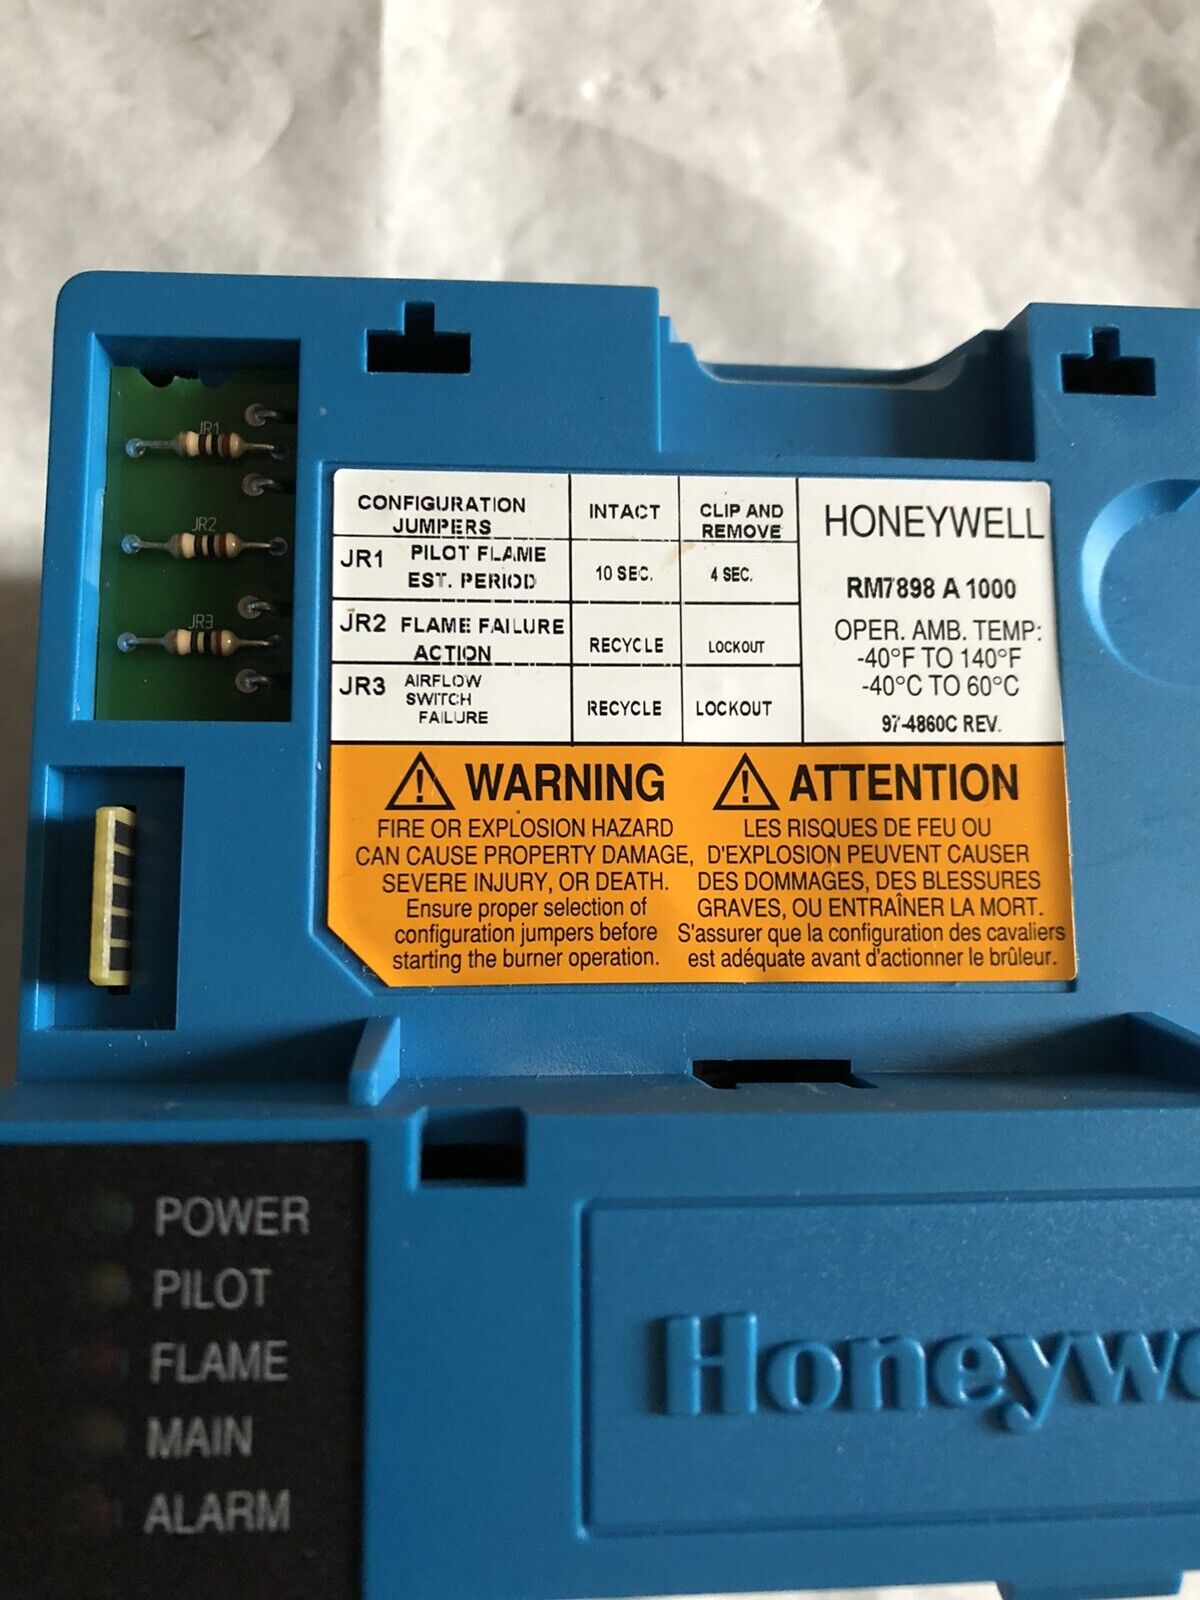 JR1
JR2
JR3
CONFIGURATION JUMPERS
INTACT
CLIP AND REMOVE
JR1 PILOT FLAME EST. PERIOD
10 SEC.
4 SEC.
JR2 FLAME FAILURE ACTION
RECYCLE
LOCKOUT
JR3 AIRFLOW SWITCH FAILURE
RECYCLE
LOCKOUT
HONEYWELL
RM7898 A 1000
OPER. AMB. TEMP:
-40°F TO 140°F
-40°C TO 60°C
97-4860C REV.
WARNING
FIRE OR EXPLOSION HAZARD
CAN CAUSE PROPERTY DAMAGE,
SEVERE INJURY, OR DEATH.
Ensure proper selection of
configuration jumpers before
starting the burner operation.
ATTENTION
LES RISQUES DE FEU OU
D'EXPLOSION PEUVENT CAUSER
DES DOMMAGES, DES BLESSURES
GRAVES, OU ENTRAÎNER LA MORT.
S'assurer que la configuration des cavaliers
est adéquate avant d'actionner le brûleur.
POWER
PILOT
FLAME
MAIN
ALARM
Honeywe